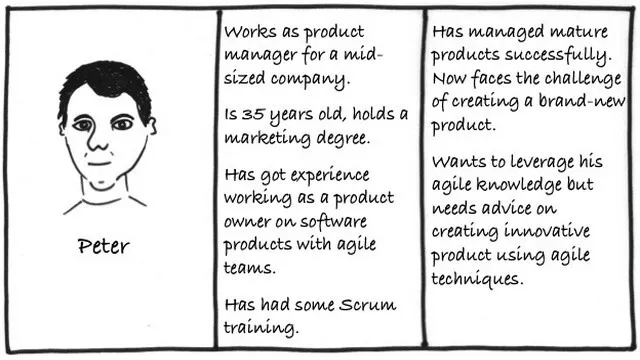 Peter
Works as product
manager for a mid-
sized company.
Is 35 years old, holds a
marketing degree.
Has got experience
working as a product
owner on software
products with agile
teams.
Has had some Scrum
training.
Has managed mature
products successfully.
Now faces the challenge
of creating a brand-new
product.
Wants to leverage his
agile knowledge but
needs advice on
creating innovative
product using agile
techniques.